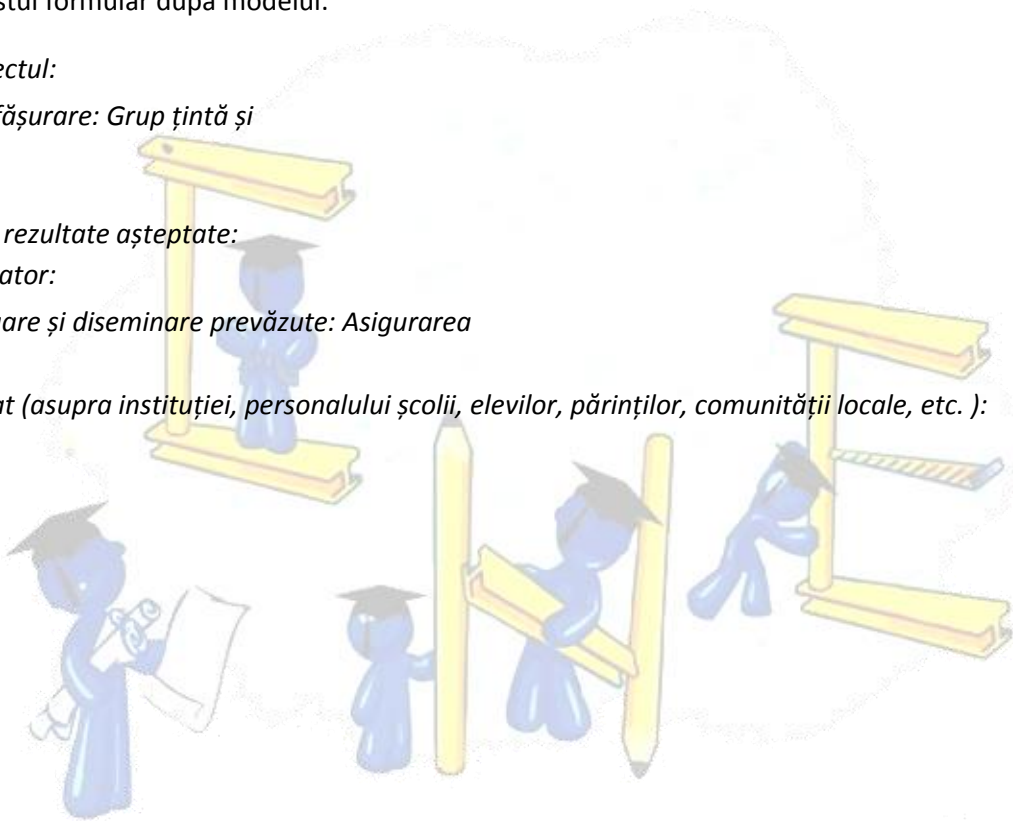 stul formular după modelul:
ectul:
fășurare: Grup țintă și
rezultate așteptate:
ator:
are și diseminare prevăzute: Asigurarea
at (asupra instituției, personalului școlii, elevilor, părinților, comunității locale, etc. ):